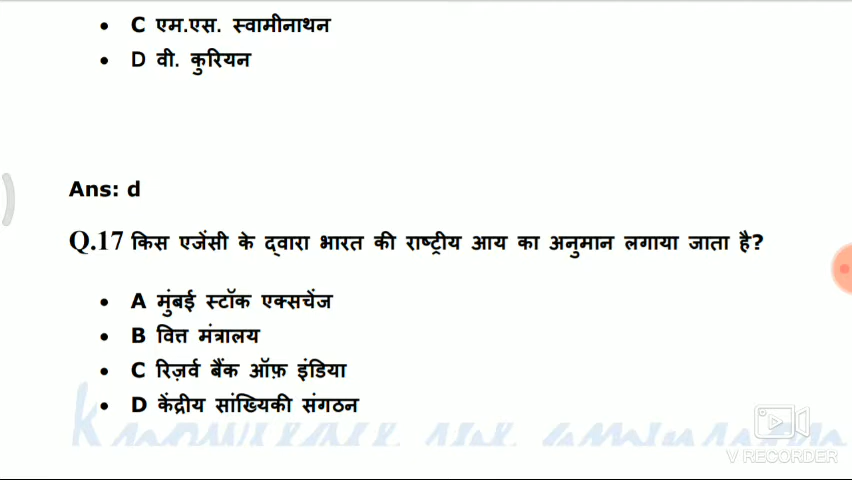 C एम.एस. स्वामीनाथन
D वी. कुरियन
Ans: d
Q.17 किस एजेंसी के द्वारा भारत की राष्ट्रीय आय का अनुमान लगाया जाता है?
A मुंबई स्टॉक एक्सचेंज
B वित्त मंत्रालय
C रिज़र्व बैंक ऑफ़ इंडिया
D केंद्रीय सांख्यिकी संगठन
V RECORDER